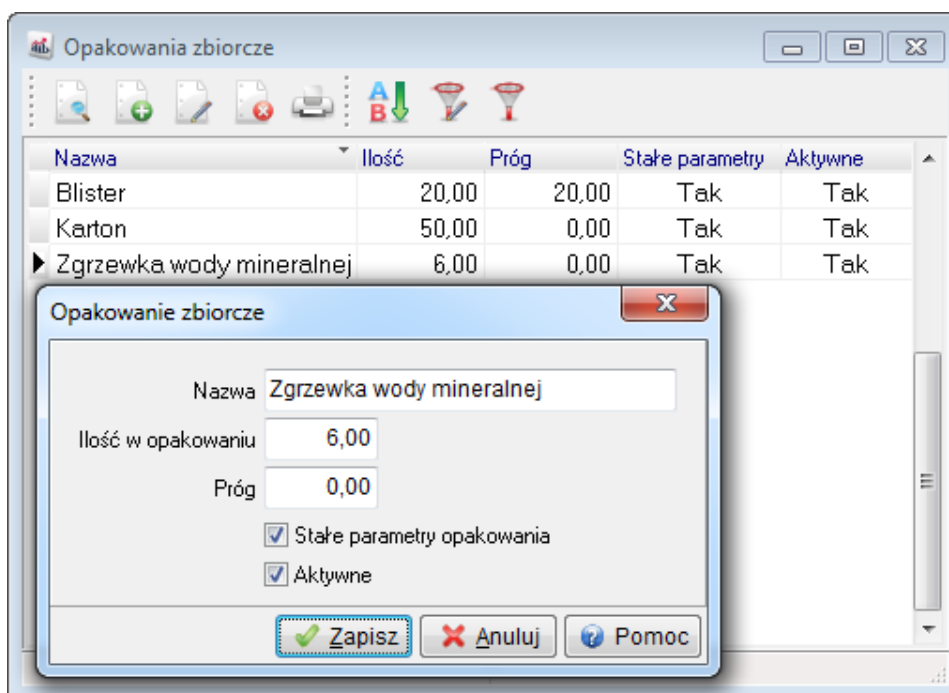 Opakowania zbiorcze
Nazwa Ilość Próg Stałe parametry Aktywne
Blister 20,00 20,00 Tak Tak
Karton 50,00 0,00 Tak Tak
Zgrzewka wody mineralnej 6,00 0,00 Tak Tak
Opakowanie zbiorcze
Nazwa Zgrzewka wody mineralnej
Ilość w opakowaniu 6,00
Próg 0,00
Stałe parametry opakowania
Aktywne
Zapisz Anuluj Pomoc